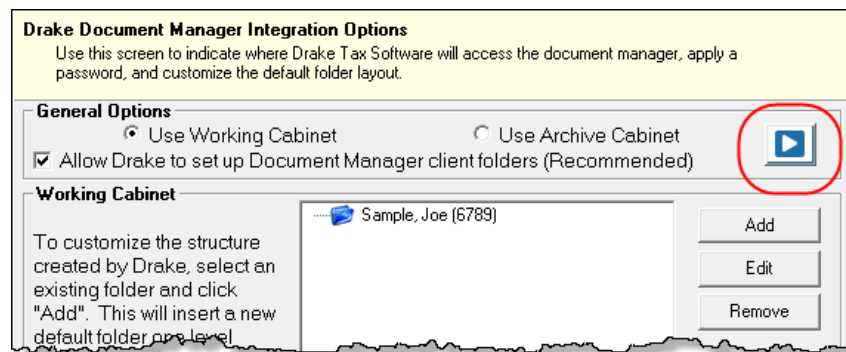 Drake Document Manager Integration Options
Use this screen to indicate where Drake Tax Software will access the document manager, apply a
password, and customize the default folder layout.
General Options
Use Working Cabinet Use Archive Cabinet
Allow Drake to set up Document Manager client folders (Recommended)
Working Cabinet
Sample, Joe (6789)
Add
To customize the structure
created by Drake, select an
Edit
existing folder and click
"Add". This will insert a new
Remove
default folder one level